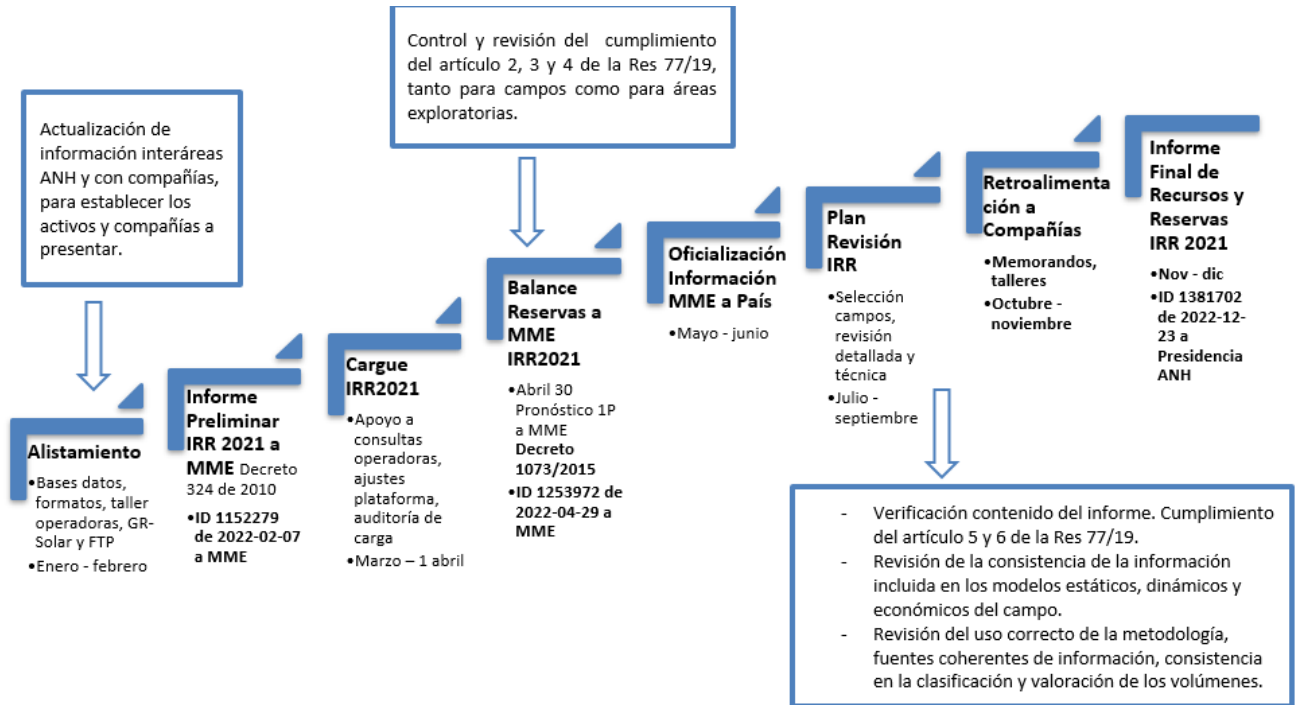 Control y revisión del cumplimiento
del artículo 2, 3 y 4 de la Res 77/19,
tanto para campos como para áreas
exploratorias.
Actualización de
información interáreas
ANH y con compañías,
para establecer los
activos y compañías a
presentar.
Alistamiento
•Bases datos,
formatos, taller
operadoras, GR-
Solar y FTP
•Enero - febrero
Informe
Preliminar
IRR 2021 a
MME Decreto
324 de 2010
•ID 1152279
de 2022-02-07
a MME
Cargue
IRR2021
•Apoyo a
consultas
operadoras,
ajustes
plataforma,
auditoría de
carga
•Marzo – 1 abril
Balance
Reservas a
MME
IRR2021
•Abril 30
Pronóstico 1P
a MME
Decreto
1073/2015
•ID 1253972 de
2022-04-29 a
MME
Oficialización
Información
MME a País
•Mayo - junio
Plan
Revisión
IRR
•Selección
campos,
revisión
detallada y
técnica
•Julio -
septiembre
Retroalimenta
ción a
Compañías
•Memorandos,
talleres
•Octubre -
noviembre
Informe
Final de
Recursos y
Reservas
IRR 2021
•Nov - dic
•ID 1381702
de 2022-12-
23 a
Presidencia
ANH
- Verificación contenido del informe. Cumplimiento
del artículo 5 y 6 de la Res 77/19.
- Revisión de la consistencia de la información
incluida en los modelos estáticos, dinámicos y
económicos del campo.
- Revisión del uso correcto de la metodología,
fuentes coherentes de información, consistencia
en la clasificación y valoración de los volúmenes.